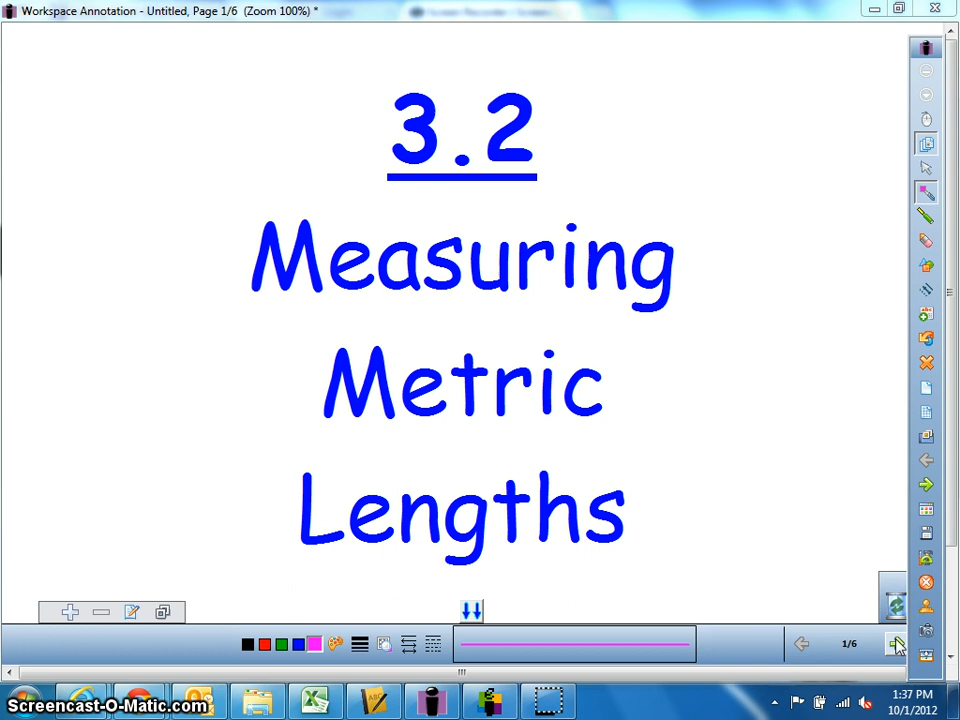 Workspace Annotation - Untitled, Page 1/6 (Zoom 100%) *
3.2
Measuring
Metric
Lengths
1/6
1:37 PM
10/1/2012
Screencast-O-Matic.com